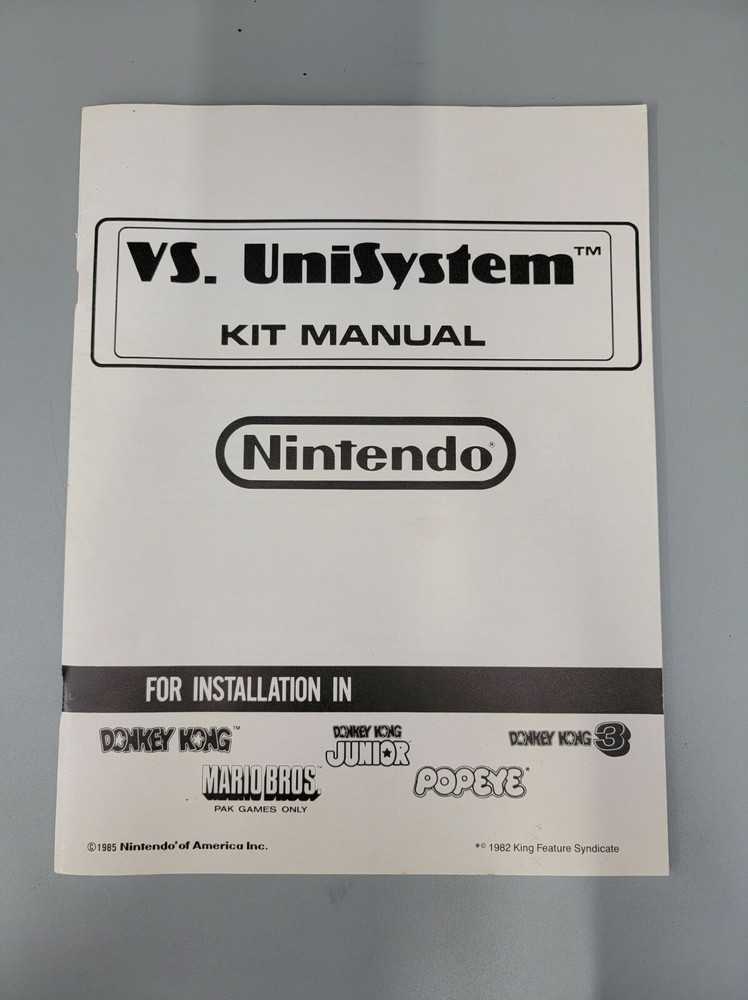 VS. UniSystem™
KIT MANUAL
Nintendo®
FOR INSTALLATION IN
DONKEY KONG™
DONKEY KONG
JUNIOR
DONKEY KONG 3
MARIO BROS.
PAK GAMES ONLY
POPEYE*
©1985 Nintendo® of America Inc.
*© 1982 King Feature Syndicate